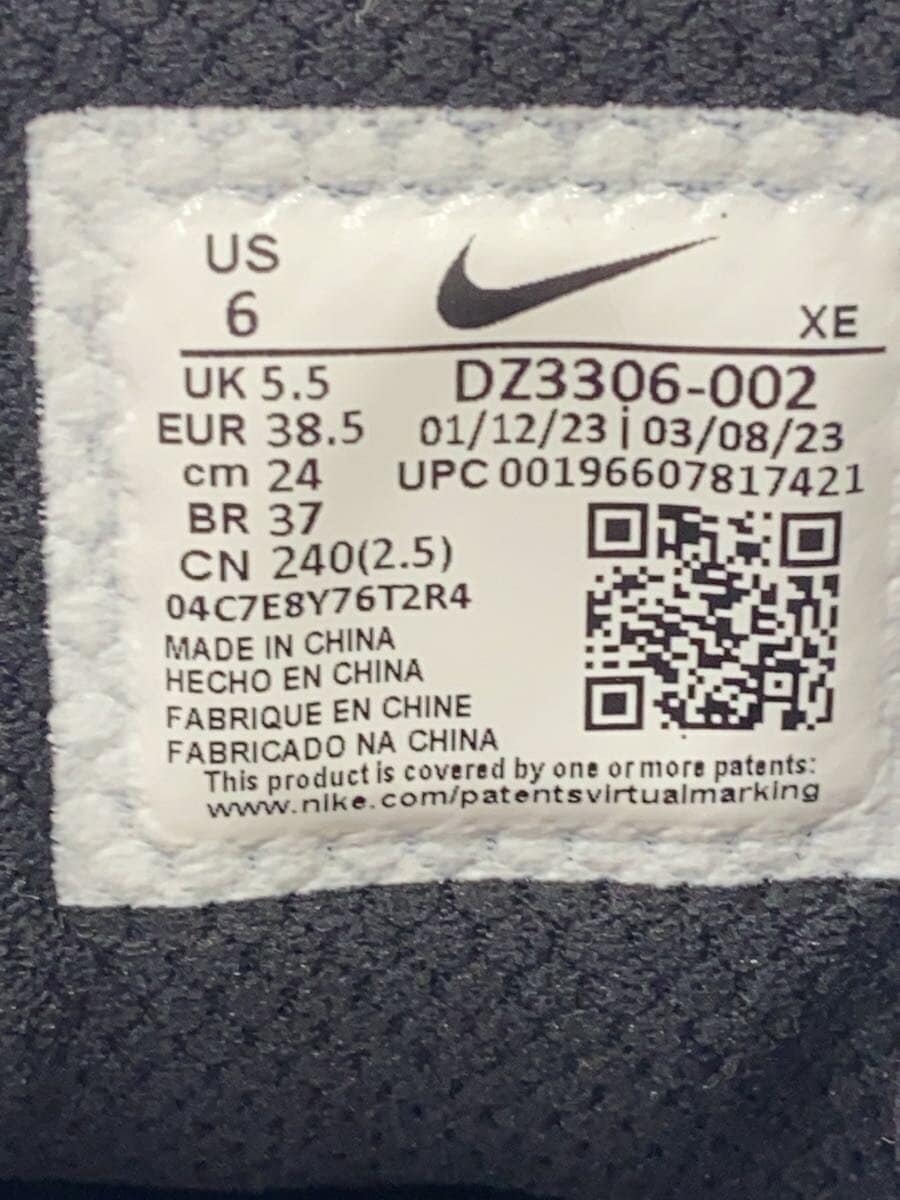 US
6
XE
UK 5.5
DZ3306-002
EUR 38.5
01/12/23 | 03/08/23
cm 24
UPC 00196607817421
BR 37
CN 240(2.5)
04C7E8Y76T2R4
MADE IN CHINA
HECHO EN CHINA
FABRIQUE EN CHINE
FABRICADO NA CHINA
This product is covered by one or more patents:
www.nike.com/patentsvirtualmarking